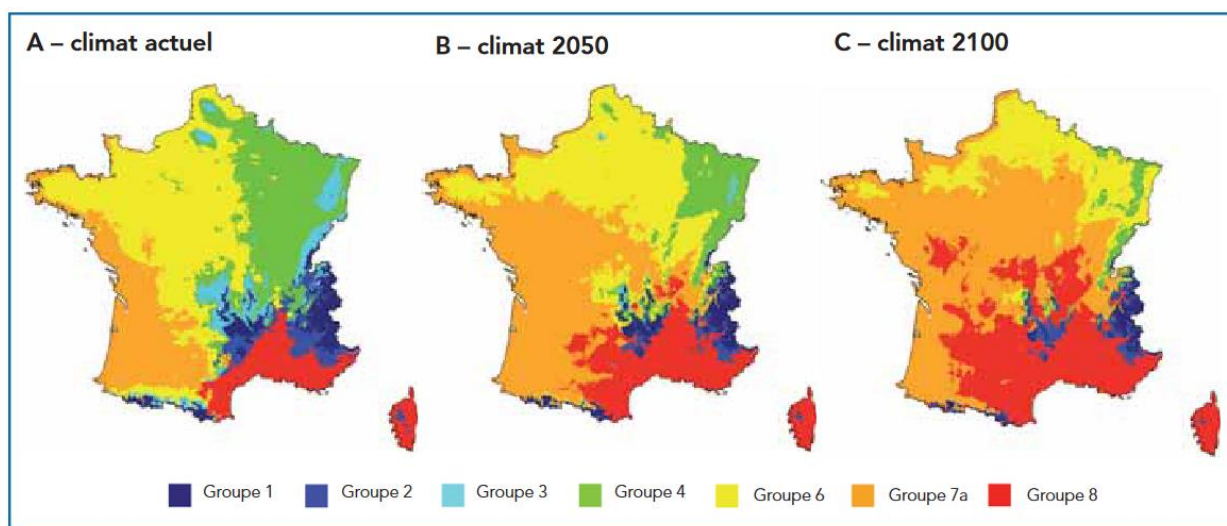 A – climat actuel
B – climat 2050
C – climat 2100
Groupe 1
Groupe 2
Groupe 3
Groupe 4
Groupe 6
Groupe 7a
Groupe 8